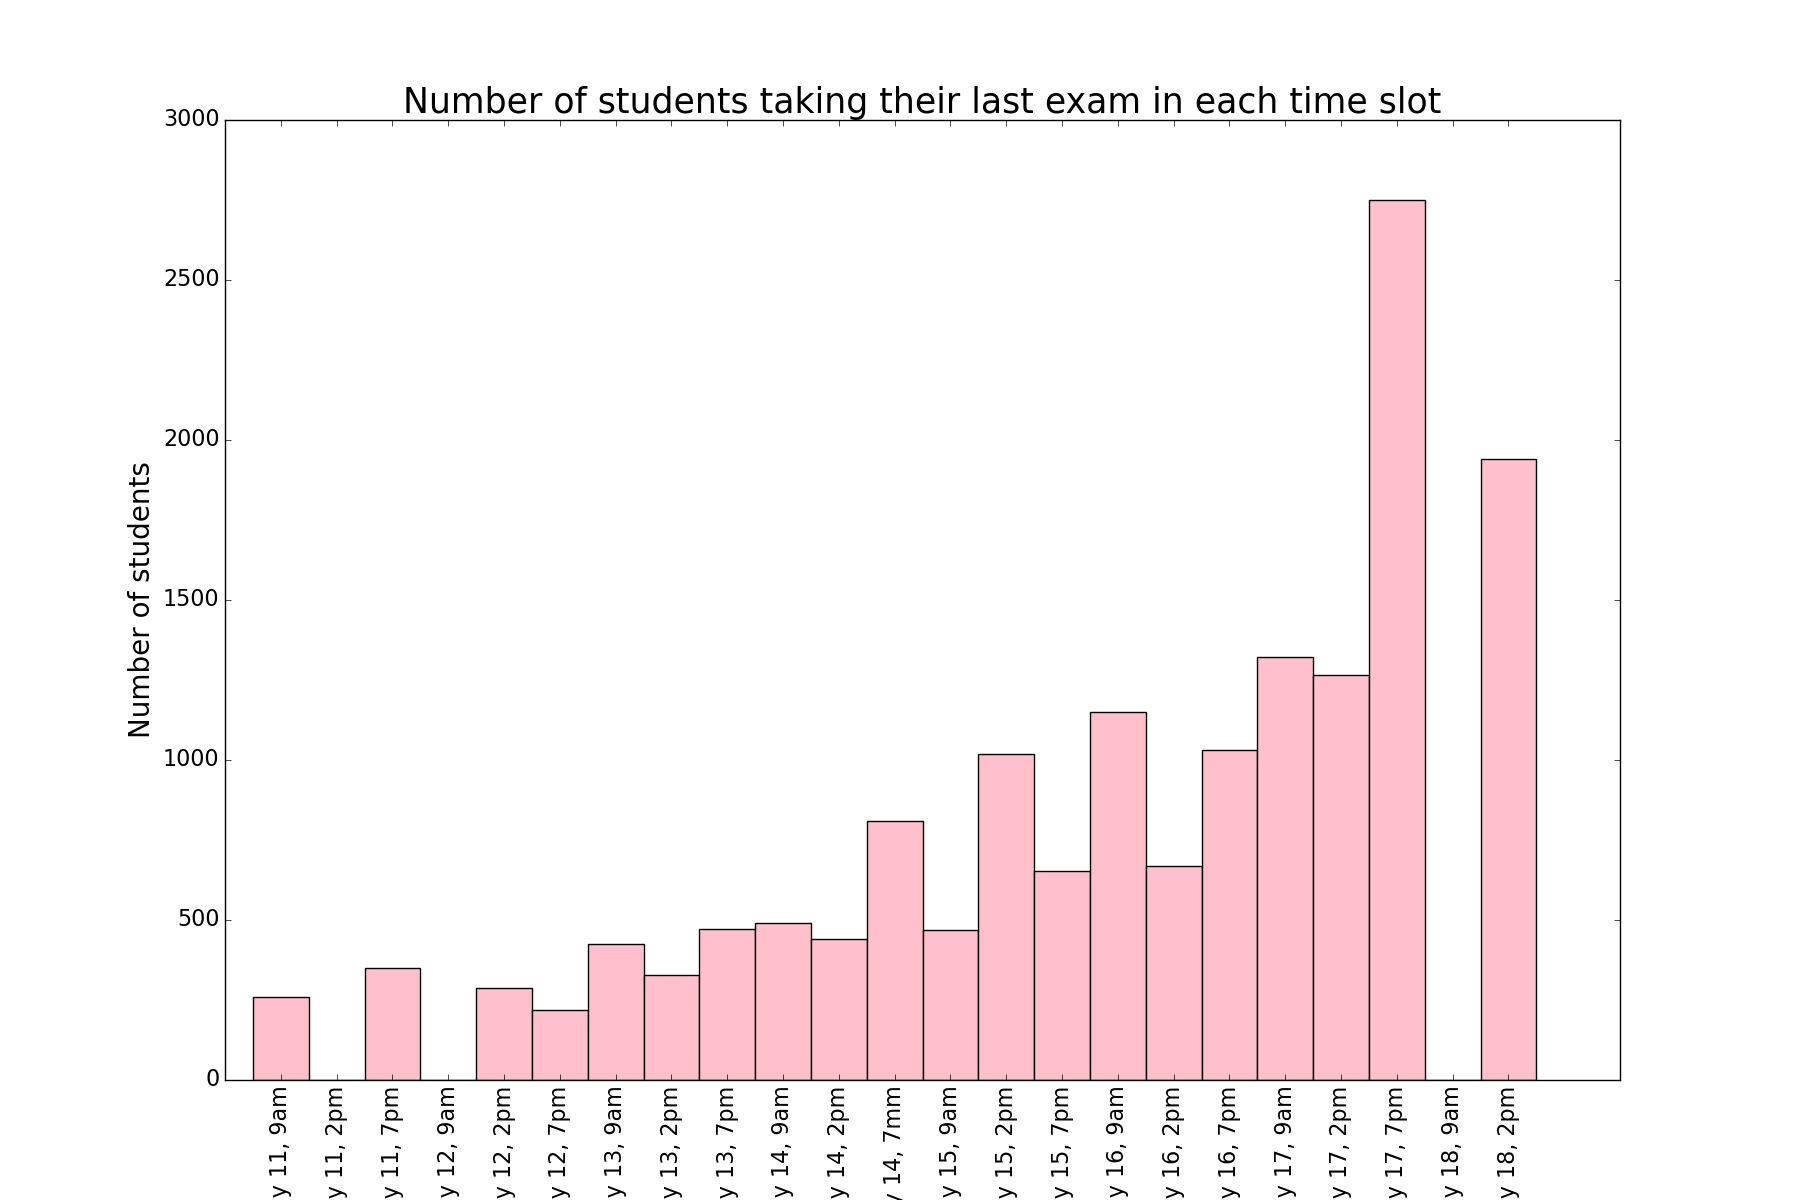 Number of students taking their last exam in each time slot
3000
2500
2000
1500
1000
500
0
Number of students
y 11, 9am
y 11, 2pm
y 11, 7pm
y 12, 9am
y 12, 2pm
y 12, 7pm
y 13, 9am
y 13, 2pm
y 13, 7pm
y 14, 9am
y 14, 2pm
y 14, 7mm
y 15, 9am
y 15, 2pm
y 15, 7pm
y 16, 9am
y 16, 2pm
y 16, 7pm
y 17, 9am
y 17, 2pm
y 17, 7pm
y 18, 9am
y 18, 2pm